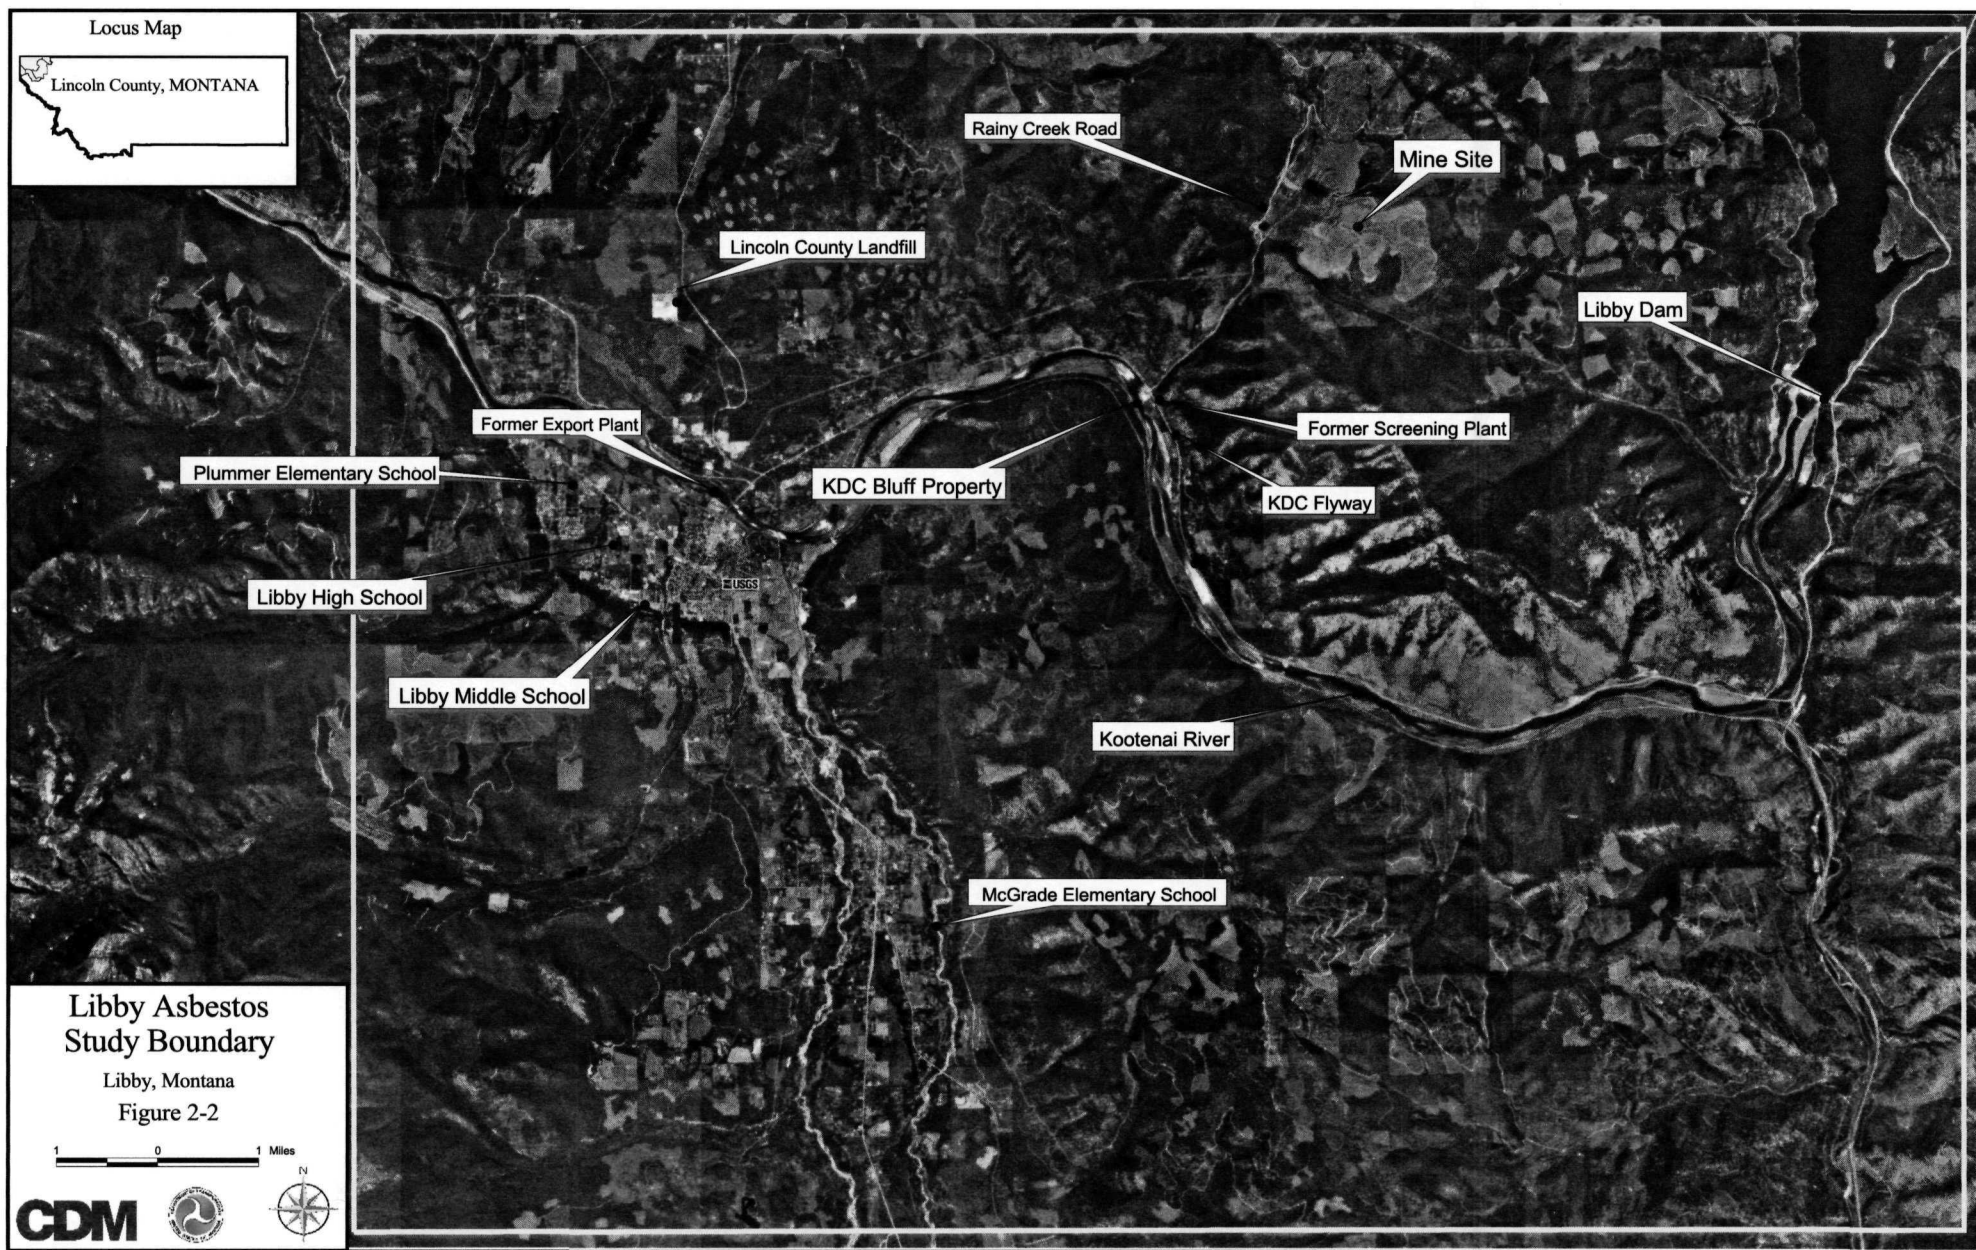 Locus Map
Lincoln County, MONTANA
Rainy Creek Road
Mine Site
Lincoln County Landfill
Libby Dam
Former Export Plant
Former Screening Plant
Plummer Elementary School
KDC Bluff Property
KDC Flyway
USGS
Libby High School
Libby Middle School
Kootenai River
McGrade Elementary School
Libby Asbestos
Study Boundary
Libby, Montana
Figure 2-2
1 0 1 Miles
N
CDM